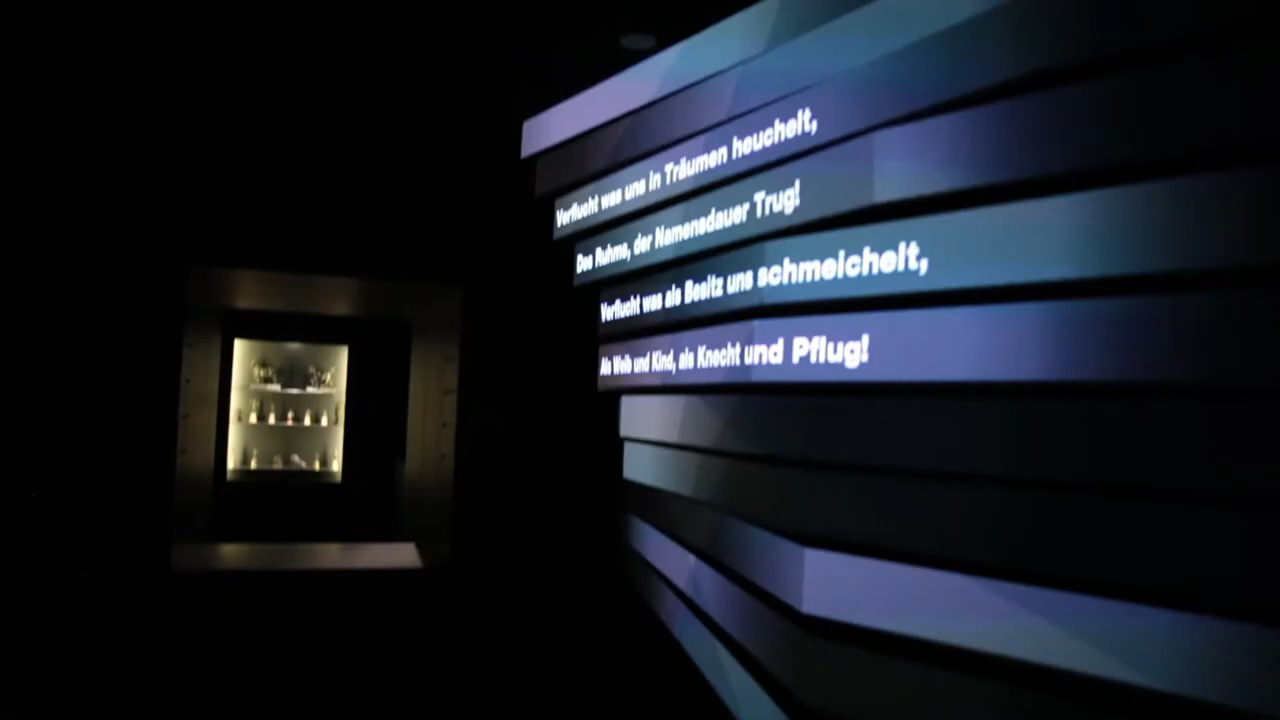 Verflucht was uns in Träumen heuchelt,
Des Ruhms, der Namensdauer Trug!
Verflucht was als Besitz uns schmeichelt,
Als Weib und Kind, als Knecht und Pflug!